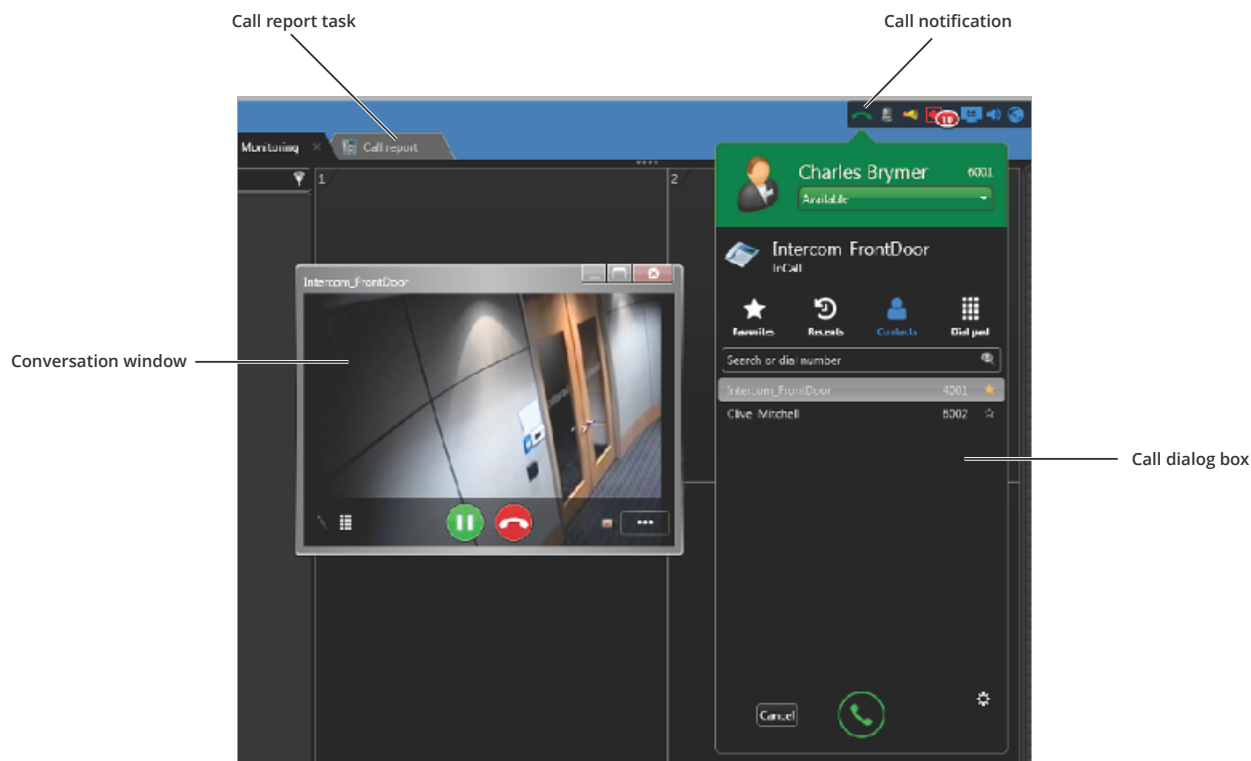 Call report task
Call notification
Monitoring
Call report
10
1
2
Charles Brymer
6001
Available
Intercom FrontDoor
InCall
Favorites
Recents
Contacts
Dial pad
Search or dial number
Intercom_FrontDoor
4001
Clive Mitchell
6002
Intercom_FrontDoor
Conversation window
Call dialog box
Cancel